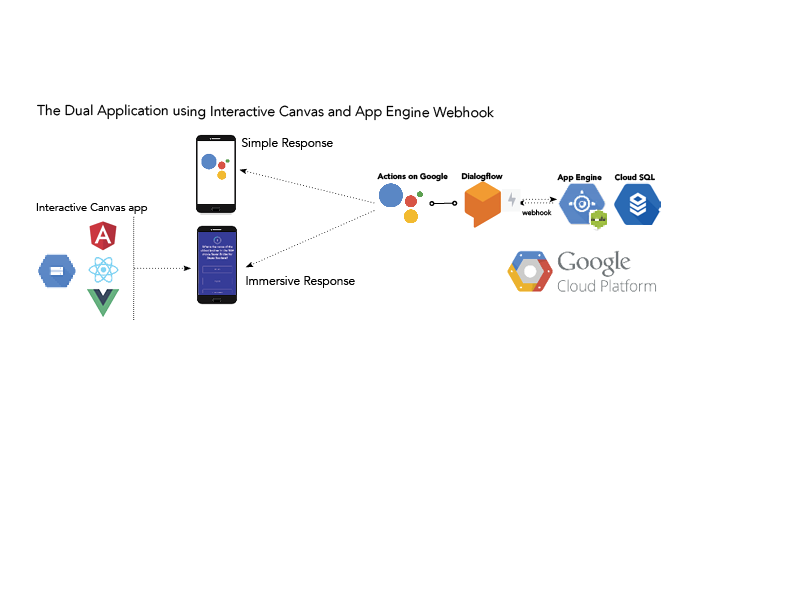 The Dual Application using Interactive Canvas and App Engine Webhook
Simple Response
Actions on Google
Dialogflow
App Engine
Cloud SQL
webhook
Interactive Canvas app
Immersive Response
Google
Cloud Platform